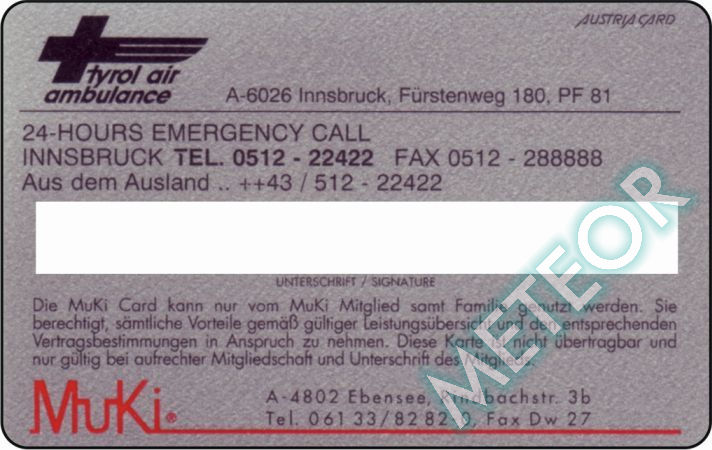 AUSTRIA CARD
tyrol air
ambulance
A-6026 Innsbruck, Fürstenweg 180, PF 81
24-HOURS EMERGENCY CALL
INNSBRUCK TEL. 0512 - 22422 FAX 0512 - 288888
Aus dem Ausland .. ++43 / 512 - 22422
UNTERSCHRIFT / SIGNATURE
Die MuKi Card kann nur vom MuKi Mitglied samt Familie genutzt werden. Sie
berechtigt, sämtliche Vorteile gemäß gültiger Leistungsübersicht und den entsprechenden
Vertragsbestimmungen in Anspruch zu nehmen. Diese Karte ist nicht übertragbar und
nur gültig bei aufrechter Mitgliedschaft und Unterschrift des Mitglieds.
MuKi®
A-4802 Ebensee, Rindbachstr. 3b
Tel. 061 33/82 82-0, Fax Dw 27
METEOR